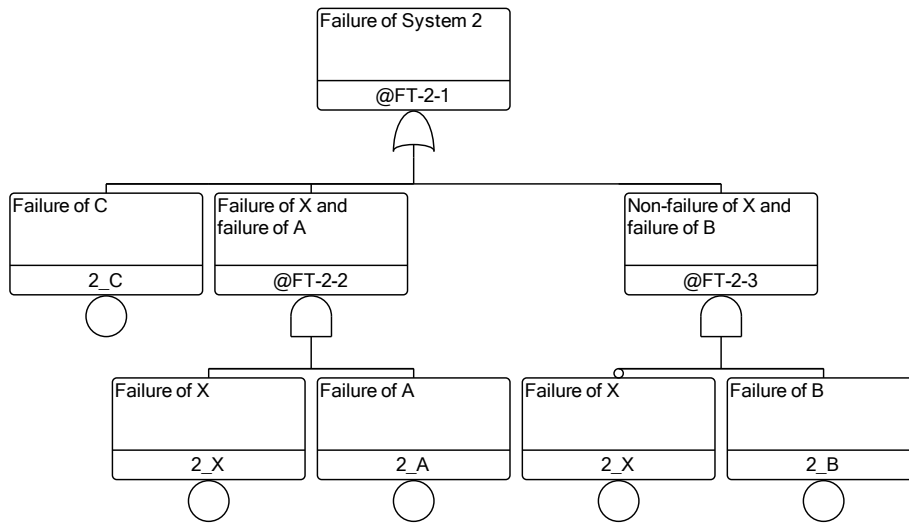 Failure of System 2
@FT-2-1
Failure of C
2_C
Failure of X and
failure of A
@FT-2-2
Non-failure of X and
failure of B
@FT-2-3
Failure of X
2_X
Failure of A
2_A
Failure of X
2_X
Failure of B
2_B